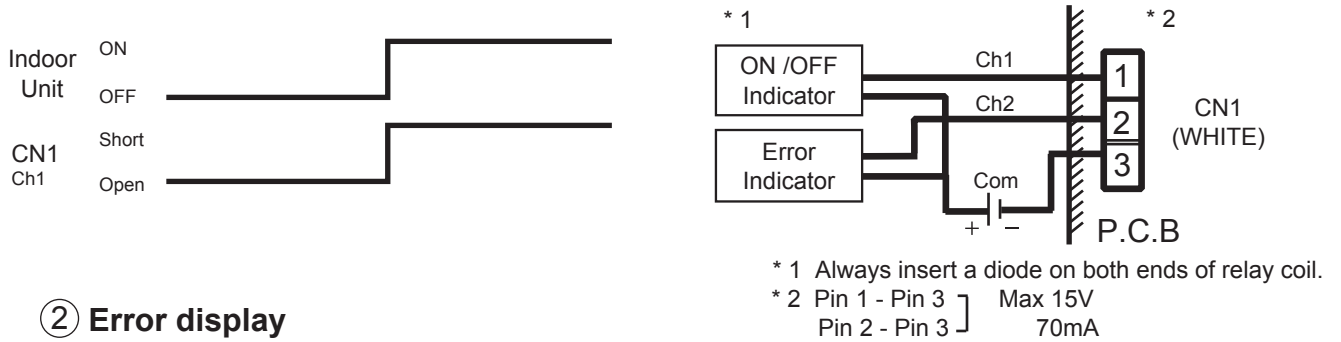 Indoor
Unit
ON
OFF
CN1
Ch1
Short
Open
* 1
* 2
ON /OFF
Indicator
Error
Indicator
Ch1
Ch2
Com
+ −
1
2
3
CN1
(WHITE)
P.C.B
* 1 Always insert a diode on both ends of relay coil.
* 2 Pin 1 - Pin 3 Max 15V
Pin 2 - Pin 3 70mA
② Error display